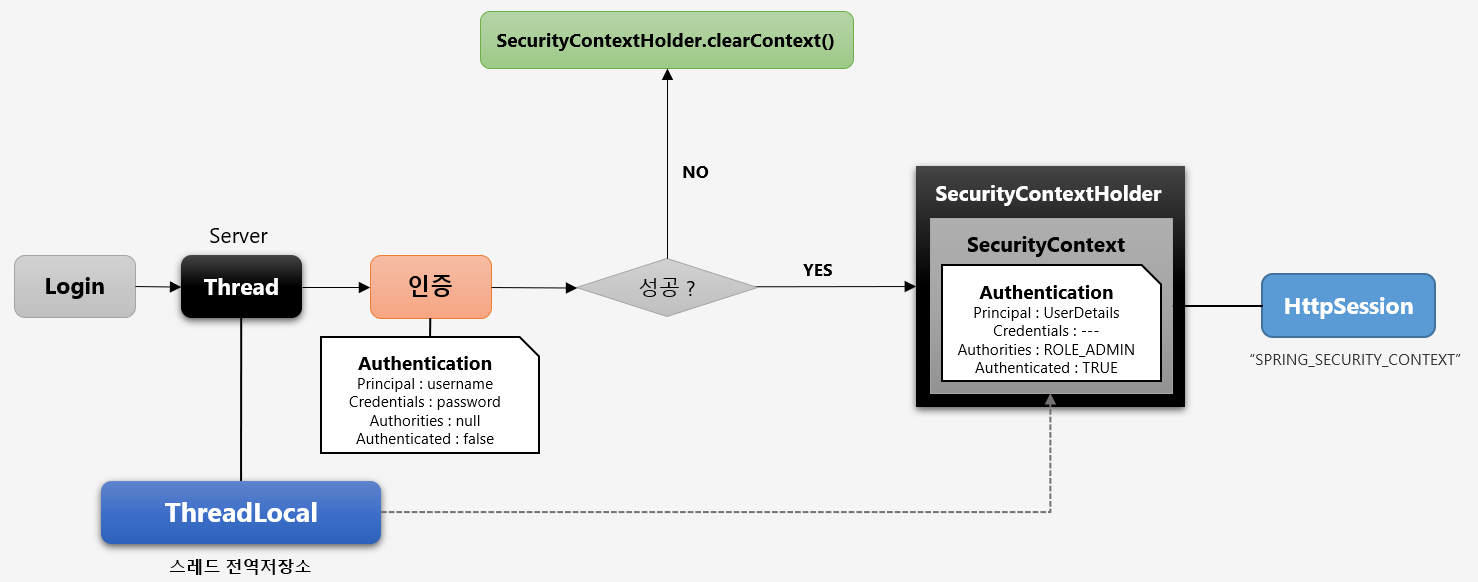 SecurityContextHolder.clearContext()
NO
SecurityContextHolder
SecurityContext
Authentication
Principal : UserDetails
Credentials : ---
Authorities : ROLE_ADMIN
Authenticated : TRUE
Server
Login
Thread
인증
성공 ?
YES
HttpSession
“SPRING_SECURITY_CONTEXT”
Authentication
Principal : username
Credentials : password
Authorities : null
Authenticated : false
ThreadLocal
스레드 전역저장소